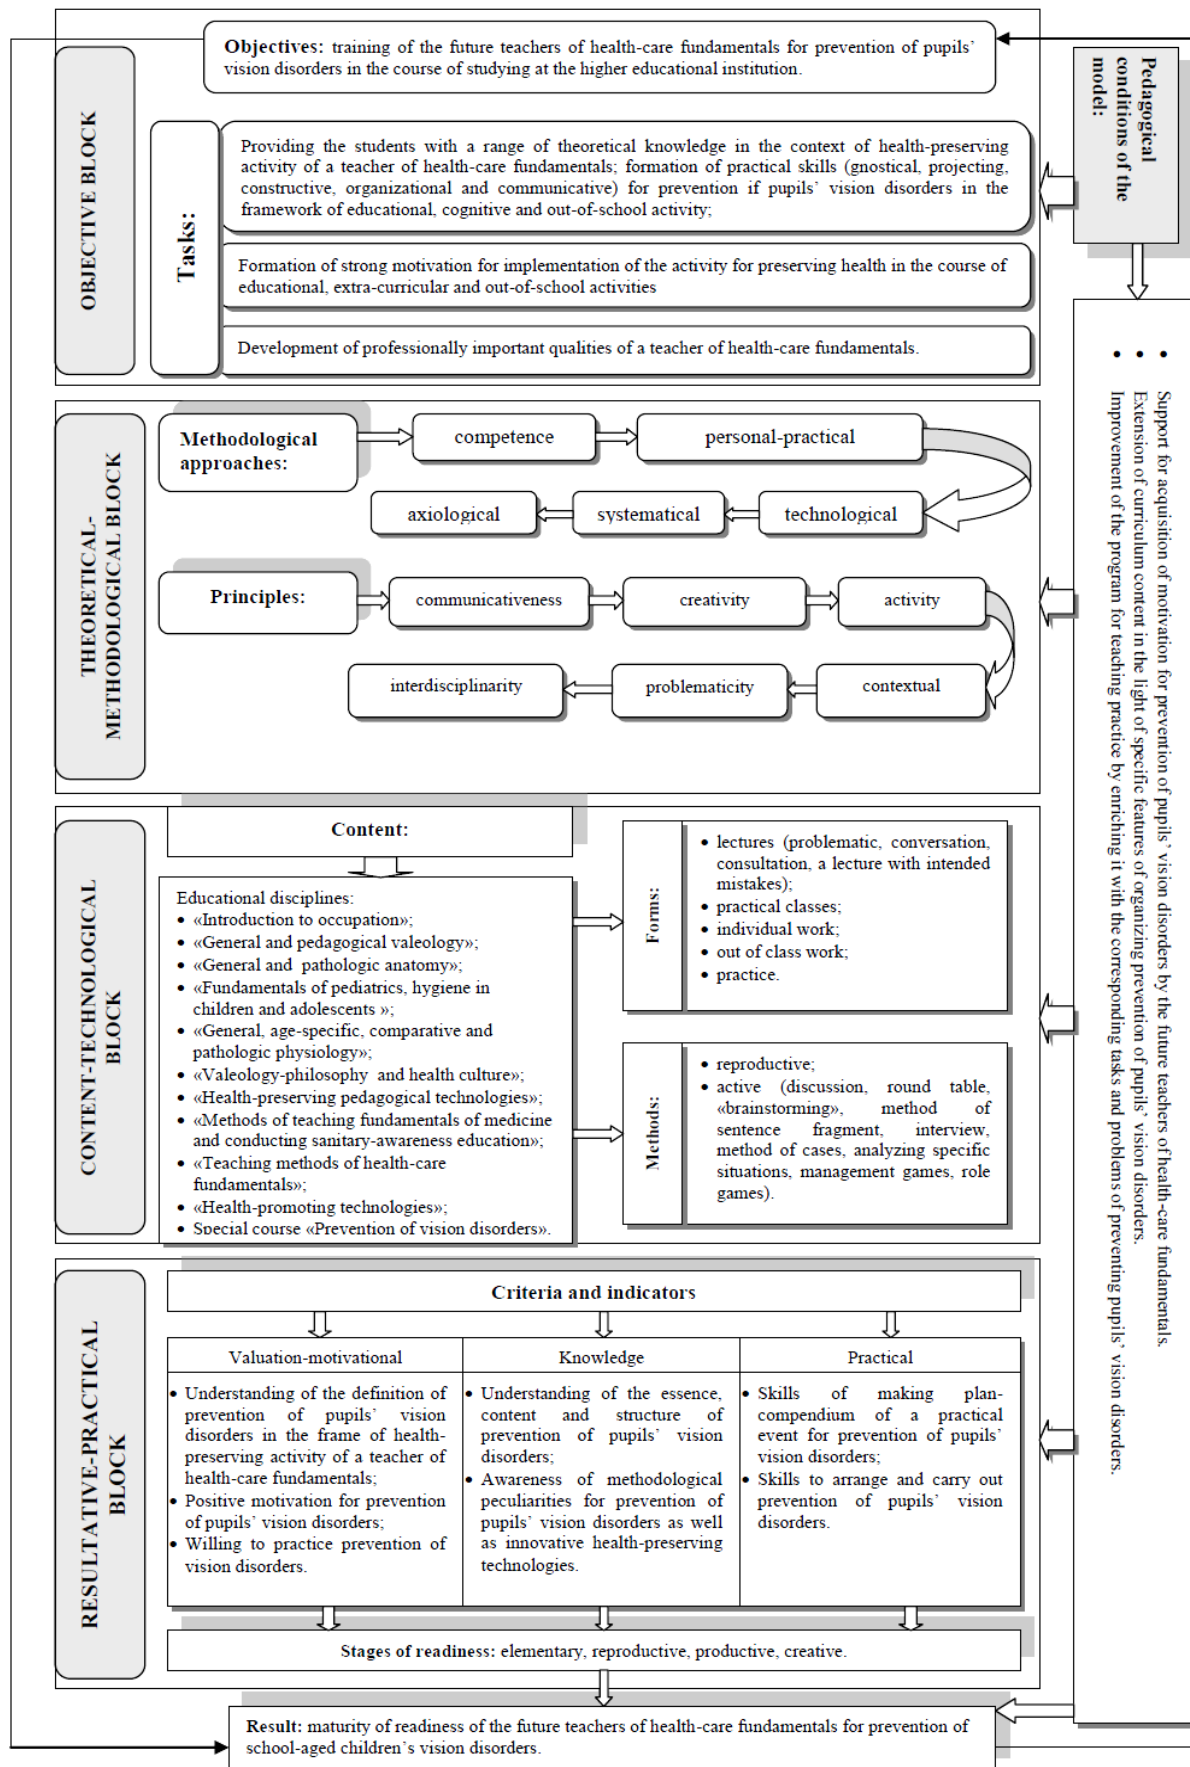 Objectives: training of the future teachers of health-care fundamentals for prevention of pupils’
vision disorders in the course of studying at the higher educational institution.
Pedagogical
conditions of the
model:
OBJECTIVE BLOCK
Tasks:
Providing the students with a range of theoretical knowledge in the context of health-preserving
activity of a teacher of health-care fundamentals; formation of practical skills (gnostical, projecting,
constructive, organizational and communicative) for prevention if pupils’ vision disorders in the
framework of educational, cognitive and out-of-school activity;
Formation of strong motivation for implementation of the activity for preserving health in the course of
educational, extra-curricular and out-of-school activities
Development of professionally important qualities of a teacher of health-care fundamentals.
• Support for acquisition of motivation for prevention of pupils’ vision disorders by the future teachers of health-care fundamentals.
• Extension of curriculum content in the light of specific features of organizing prevention of pupils’ vision disorders.
• Improvement of the program for teaching practice by enriching it with the corresponding tasks and problems of preventing pupils’ vision disorders.
THEORETICAL-
METHODOLOGICAL BLOCK
Methodological
approaches:
competence
personal-practical
axiological
systematical
technological
Principles:
communicativeness
creativity
activity
interdisciplinarity
problematicity
contextual
CONTENT-TECHNOLOGICAL
BLOCK
Content:
Educational disciplines:
• «Introduction to occupation»;
• «General and pedagogical valeology»;
• «General and pathologic anatomy»;
• «Fundamentals of pediatrics, hygiene in
children and adolescents »;
• «General, age-specific, comparative and
pathologic physiology»;
• «Valeology-philosophy and health culture»;
• «Health-preserving pedagogical technologies»;
• «Methods of teaching fundamentals of medicine
and conducting sanitary-awareness education»;
• «Teaching methods of health-care
fundamentals»;
• «Health-promoting technologies»;
• Special course «Prevention of vision disorders».
Forms:
• lectures (problematic, conversation,
consultation, a lecture with intended
mistakes);
• practical classes;
• individual work;
• out of class work;
• practice.
Methods:
• reproductive;
• active (discussion, round table,
«brainstorming», method of
sentence fragment, interview,
method of cases, analyzing specific
situations, management games, role
games).
RESULTATIVE-PRACTICAL
BLOCK
Criteria and indicators
Valuation-motivational
• Understanding of the definition of
prevention of pupils’ vision
disorders in the frame of health-
preserving activity of a teacher of
health-care fundamentals;
• Positive motivation for prevention
of pupils’ vision disorders;
• Willing to practice prevention of
vision disorders.
Knowledge
• Understanding of the essence,
content and structure of
prevention of pupils’ vision
disorders;
• Awareness of methodological
peculiarities for prevention of
pupils’ vision disorders as well
as innovative health-preserving
technologies.
Practical
• Skills of making plan-
compendium of a practical
event for prevention of pupils’
vision disorders;
• Skills to arrange and carry out
prevention of pupils’ vision
disorders.
Stages of readiness: elementary, reproductive, productive, creative.
Result: maturity of readiness of the future teachers of health-care fundamentals for prevention of
school-aged children’s vision disorders.